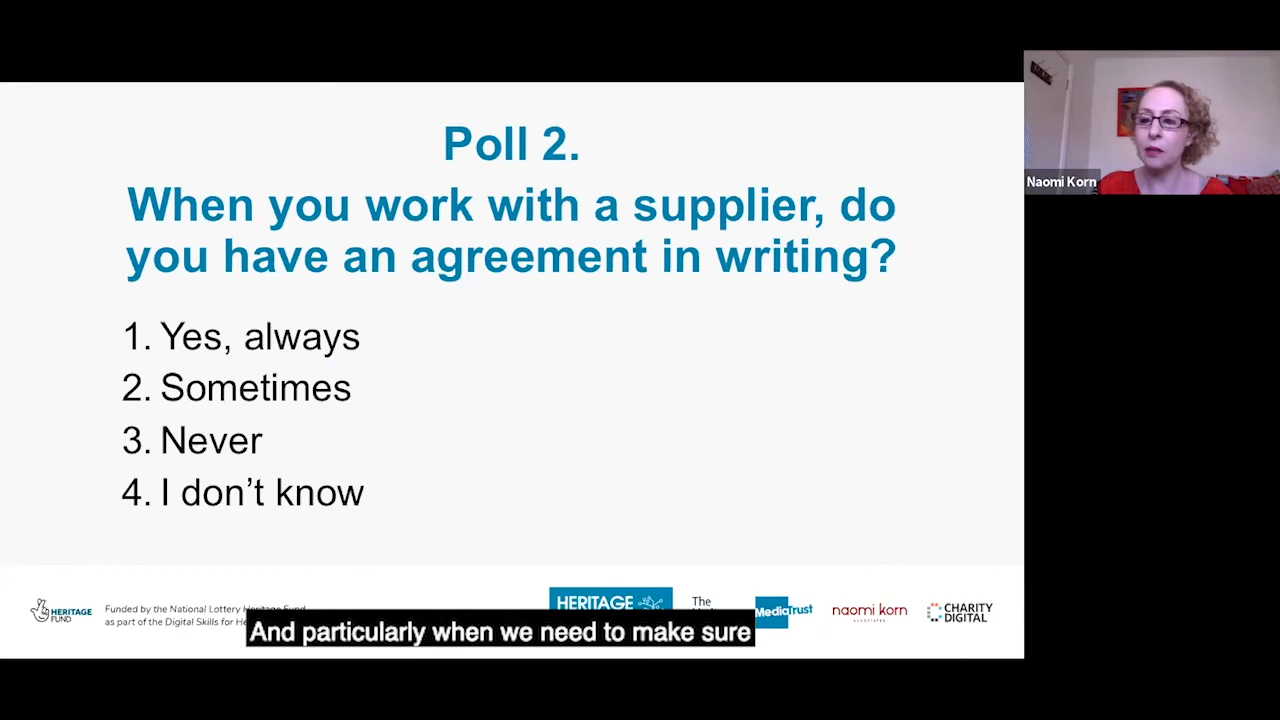 Poll 2.
When you work with a supplier, do
you have an agreement in writing?
1. Yes, always
2. Sometimes
3. Never
4. I don’t know
Naomi Korn
HERITAGE
FUND
Funded by the National Lottery Heritage Fund
as part of the Digital Skills for
HERITAGE
The
MediaTrust
naomi korn
ASSOCIATES
CHARITY
DIGITAL
And particularly when we need to make sure